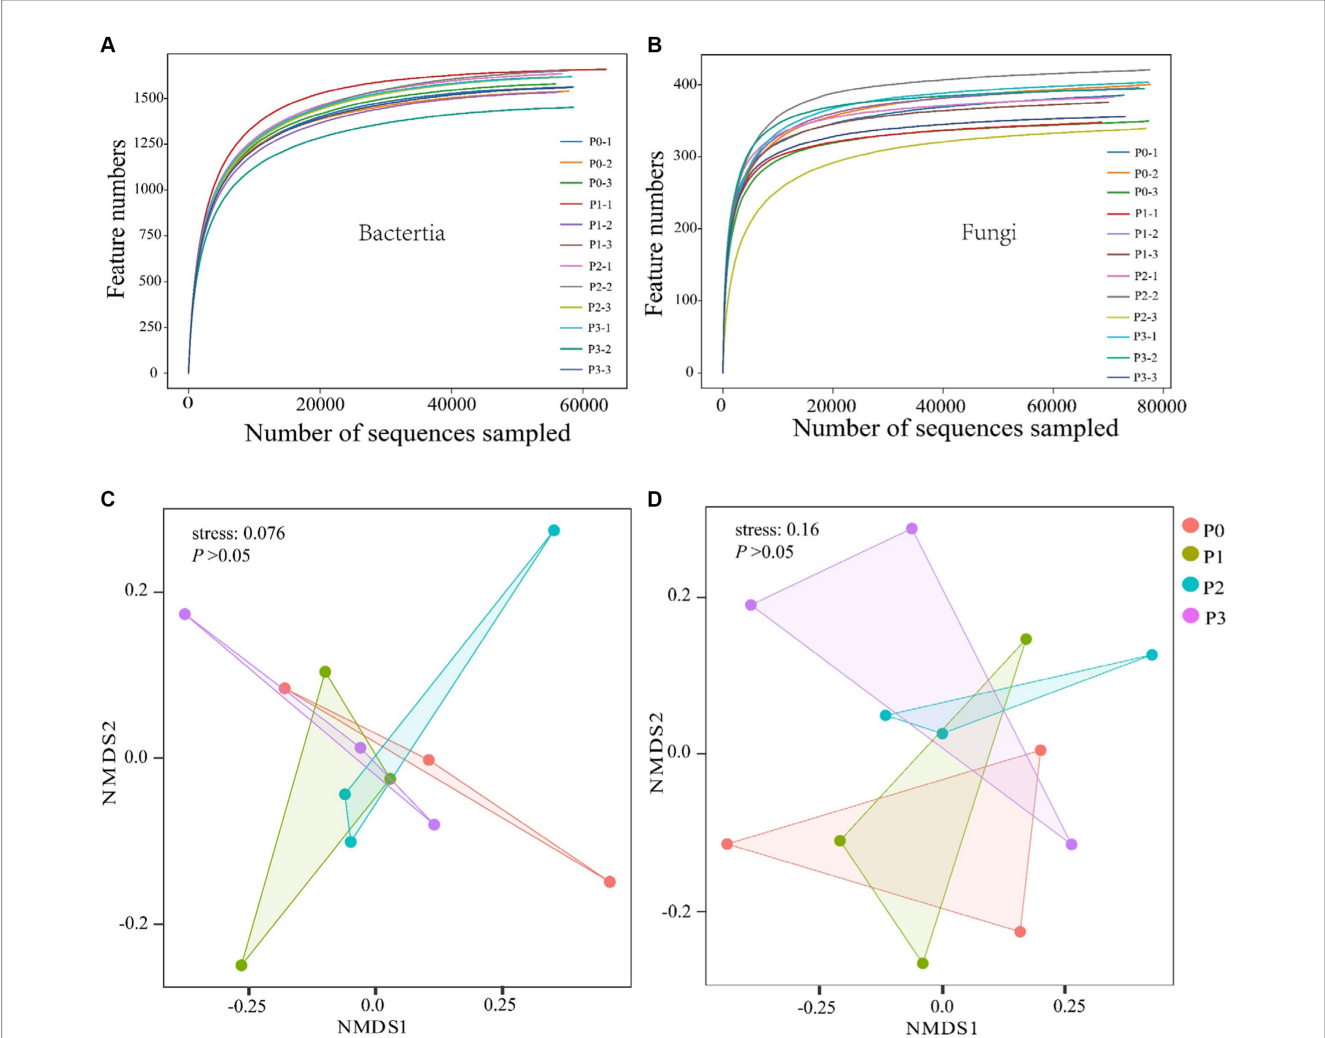 A
Feature numbers
1500
1250
1000
750
500
250
0
Bactertia
P0-1
P0-2
P0-3
P1-1
P1-2
P1-3
P2-1
P2-2
P2-3
P3-1
P3-2
P3-3
0 20000 40000 60000
Number of sequences sampled
B
Feature numbers
400
300
200
100
0
Fungi
P0-1
P0-2
P0-3
P1-1
P1-2
P1-3
P2-1
P2-2
P2-3
P3-1
P3-2
P3-3
0 20000 40000 60000 80000
Number of sequences sampled
C
stress: 0.076
P >0.05
NMDS2
0.2
0.0
-0.2
-0.25 0.0 0.25
NMDS1
D
stress: 0.16
P >0.05
NMDS2
0.2
0.0
-0.2
-0.25 0.0 0.25
NMDS1
P0
P1
P2
P3